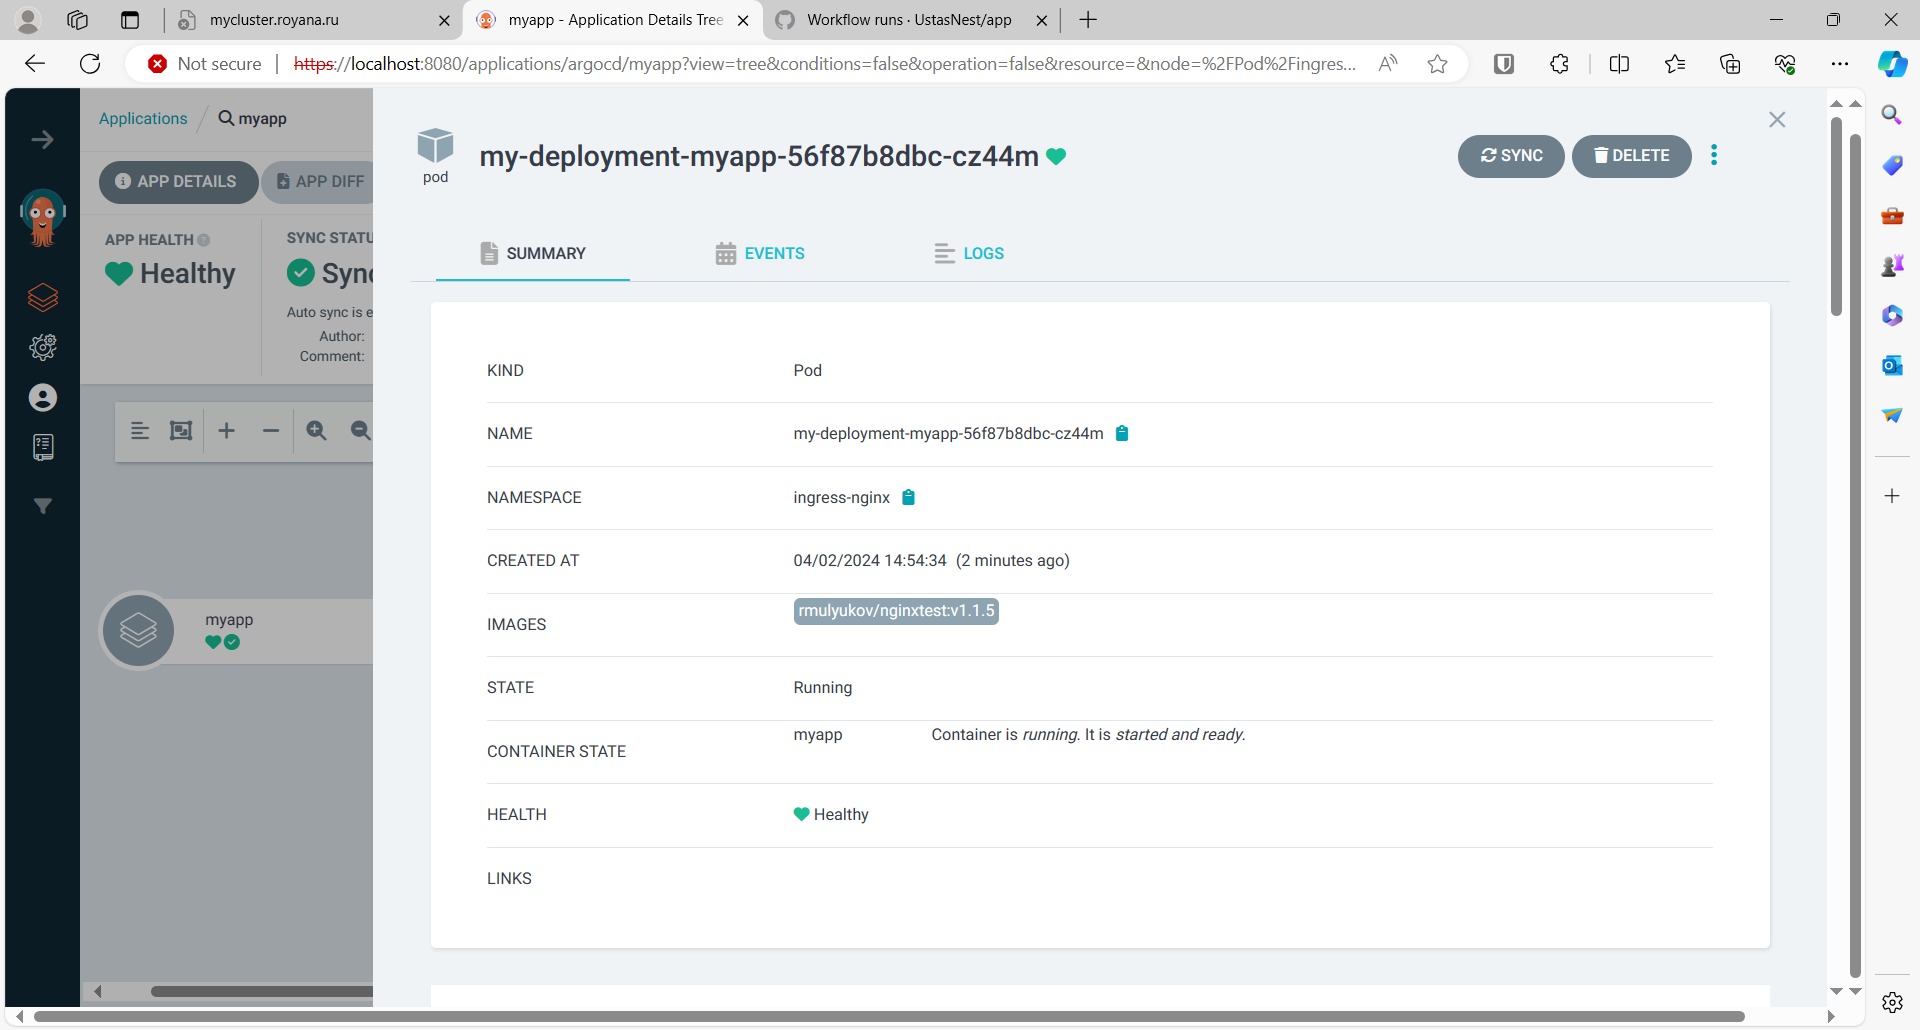 mycluster.royana.ru
myapp - Application Details Tree
Workflow runs · UstasNest/app
Not secure
https://localhost:8080/applications/argocd/myapp?view=tree&conditions=false&operation=false&resource=&node=%2FPod%2Fingres...
Applications
myapp
APP DETAILS
APP DIFF
APP HEALTH
Healthy
SYNC STATU
Sync
Auto sync is e
Author:
Comment:
myapp
pod
my-deployment-myapp-56f87b8dbc-cz44m
SYNC
DELETE
SUMMARY
EVENTS
LOGS
KIND
Pod
NAME
my-deployment-myapp-56f87b8dbc-cz44m
NAMESPACE
ingress-nginx
CREATED AT
04/02/2024 14:54:34 (2 minutes ago)
IMAGES
rmulyukov/nginxtest:v1.1.5
STATE
Running
CONTAINER STATE
myapp
Container is running. It is started and ready.
HEALTH
Healthy
LINKS